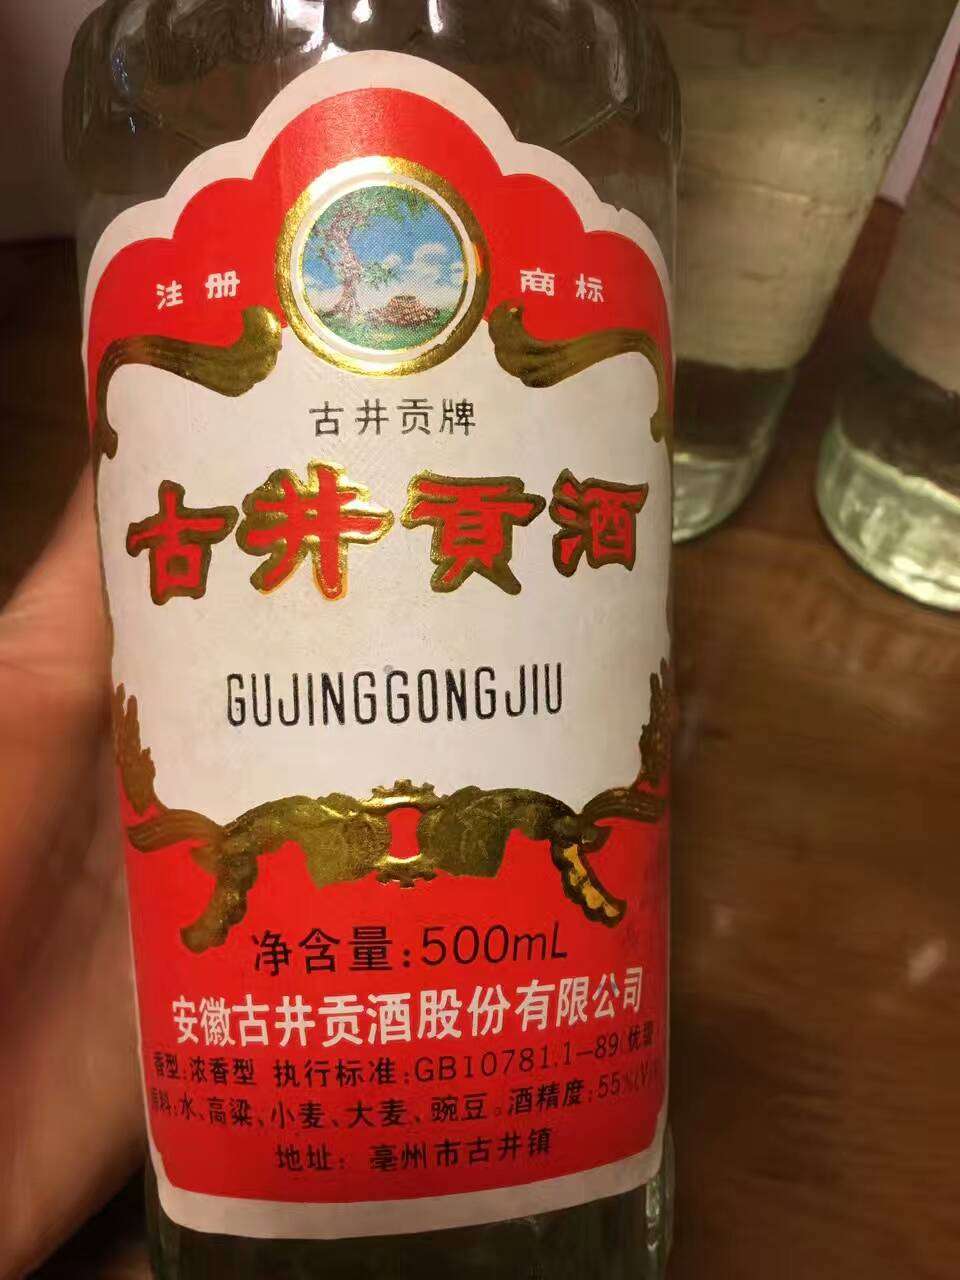 注册 商标
古井贡牌
古井贡酒
GUJINGGONGJIU
净含量:500mL
安徽古井贡酒股份有限公司
香型:浓香型 执行标准:GB10781.1-89(优级)
原料:水、高粱、小麦、大麦、豌豆。酒精度:55%(V/
地址: 亳州市古井镇